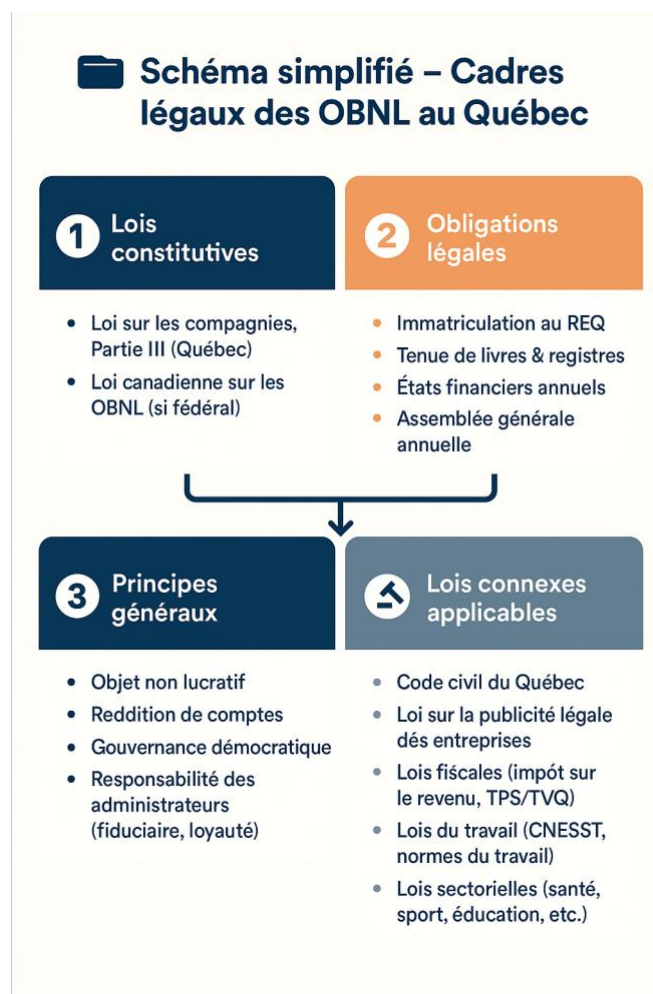 Schéma simplifié – Cadres
légaux des OBNL au Québec
1 Lois
constitutives
• Loi sur les compagnies,
Partie III (Québec)
• Loi canadienne sur les
OBNL (si fédéral)
2 Obligations
légales
• Immatriculation au REQ
• Tenue de livres & registres
• États financiers annuels
• Assemblée générale
annuelle
3 Principes
généraux
• Objet non lucratif
• Reddition de comptes
• Gouvernance démocratique
• Responsabilité des
administrateurs
(fiduciaire, loyauté)
Lois connexes
applicables
• Code civil du Québec
• Loi sur la publicité légale
dés entreprises
• Lois fiscales (impót sur
le revenu, TPS/TVQ)
• Lois du travail (CNESST,
normes du travail)
• Lois sectorielles (santé,
sport, éducation, etc.)